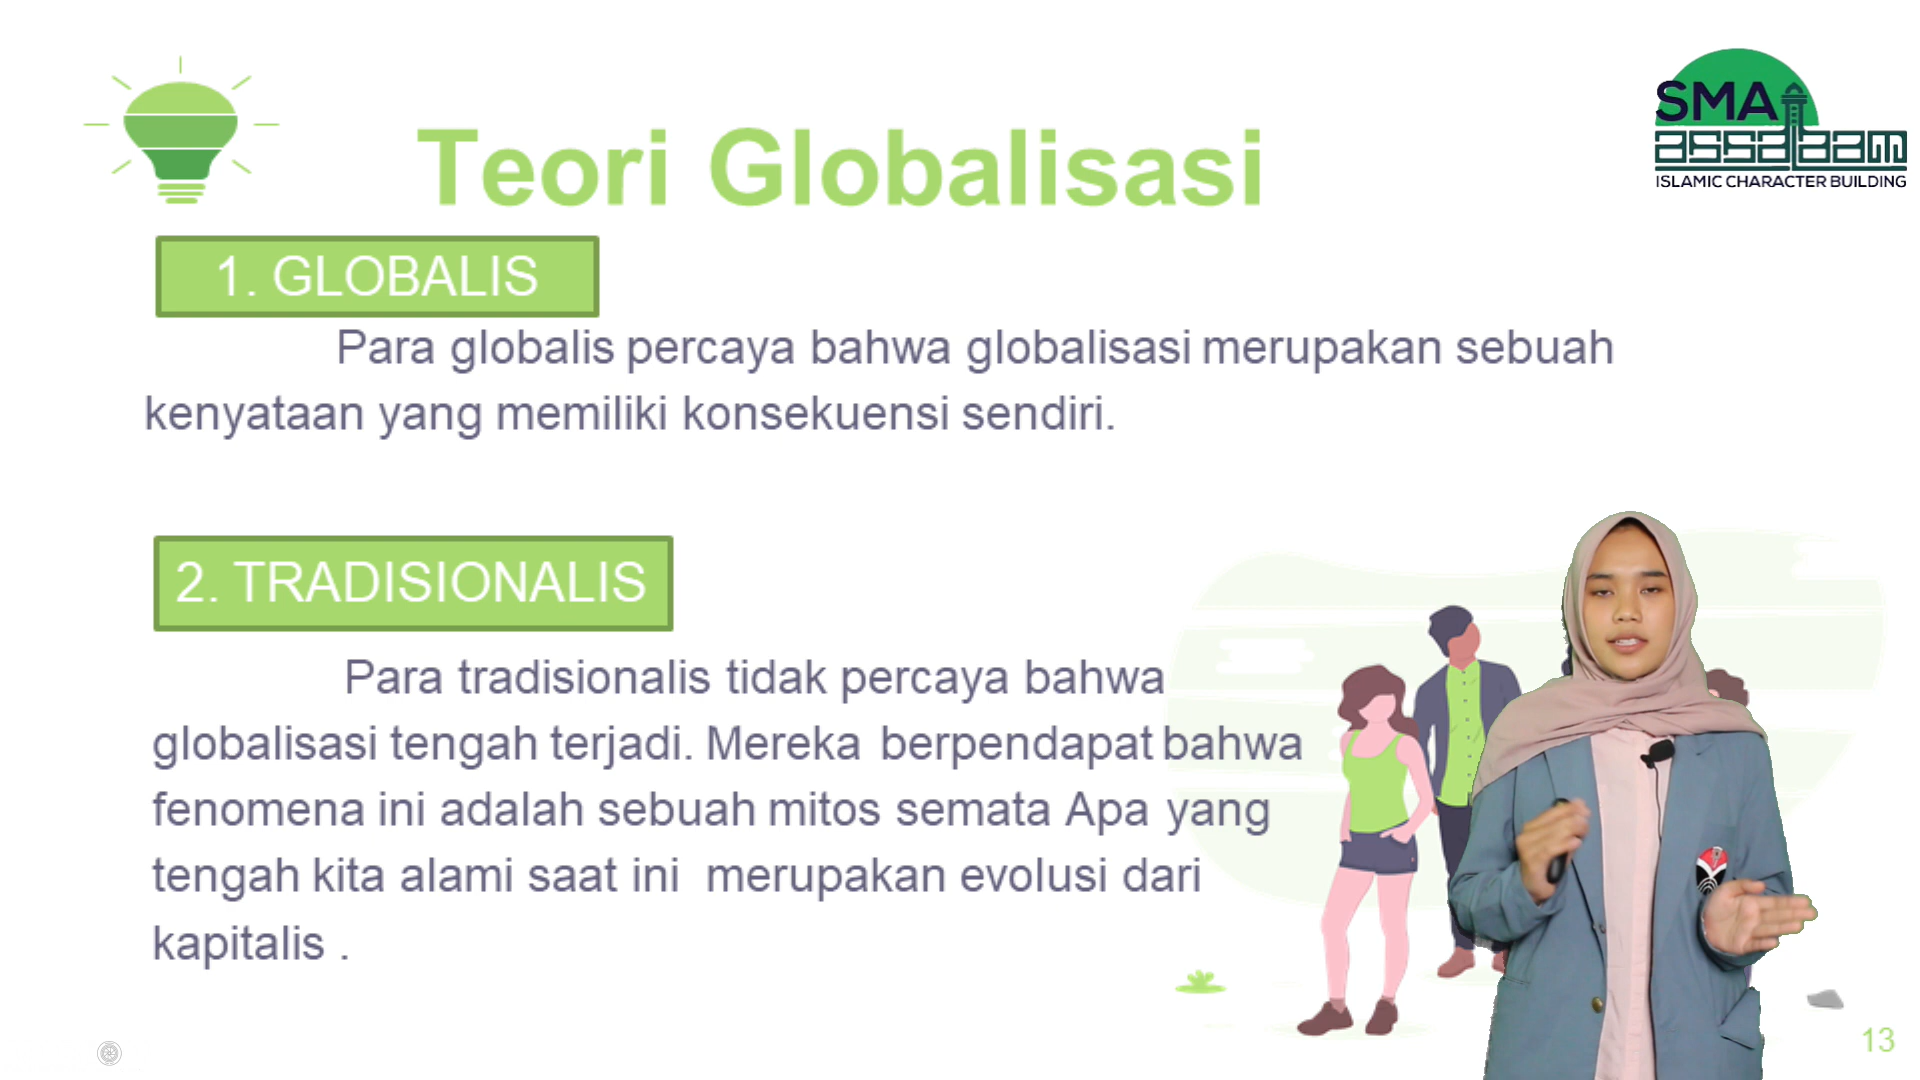 Teori Globalisasi
SMA
assalaam
ISLAMIC CHARACTER BUILDING
1. GLOBALIS
Para globalis percaya bahwa globalisasi merupakan sebuah
kenyataan yang memiliki konsekuensi sendiri.
2. TRADISIONALIS
Para tradisionalis tidak percaya bahwa
globalisasi tengah terjadi. Mereka berpendapat bahwa
fenomena ini adalah sebuah mitos semata Apa yang
tengah kita alami saat ini merupakan evolusi dari
kapitalis .
13